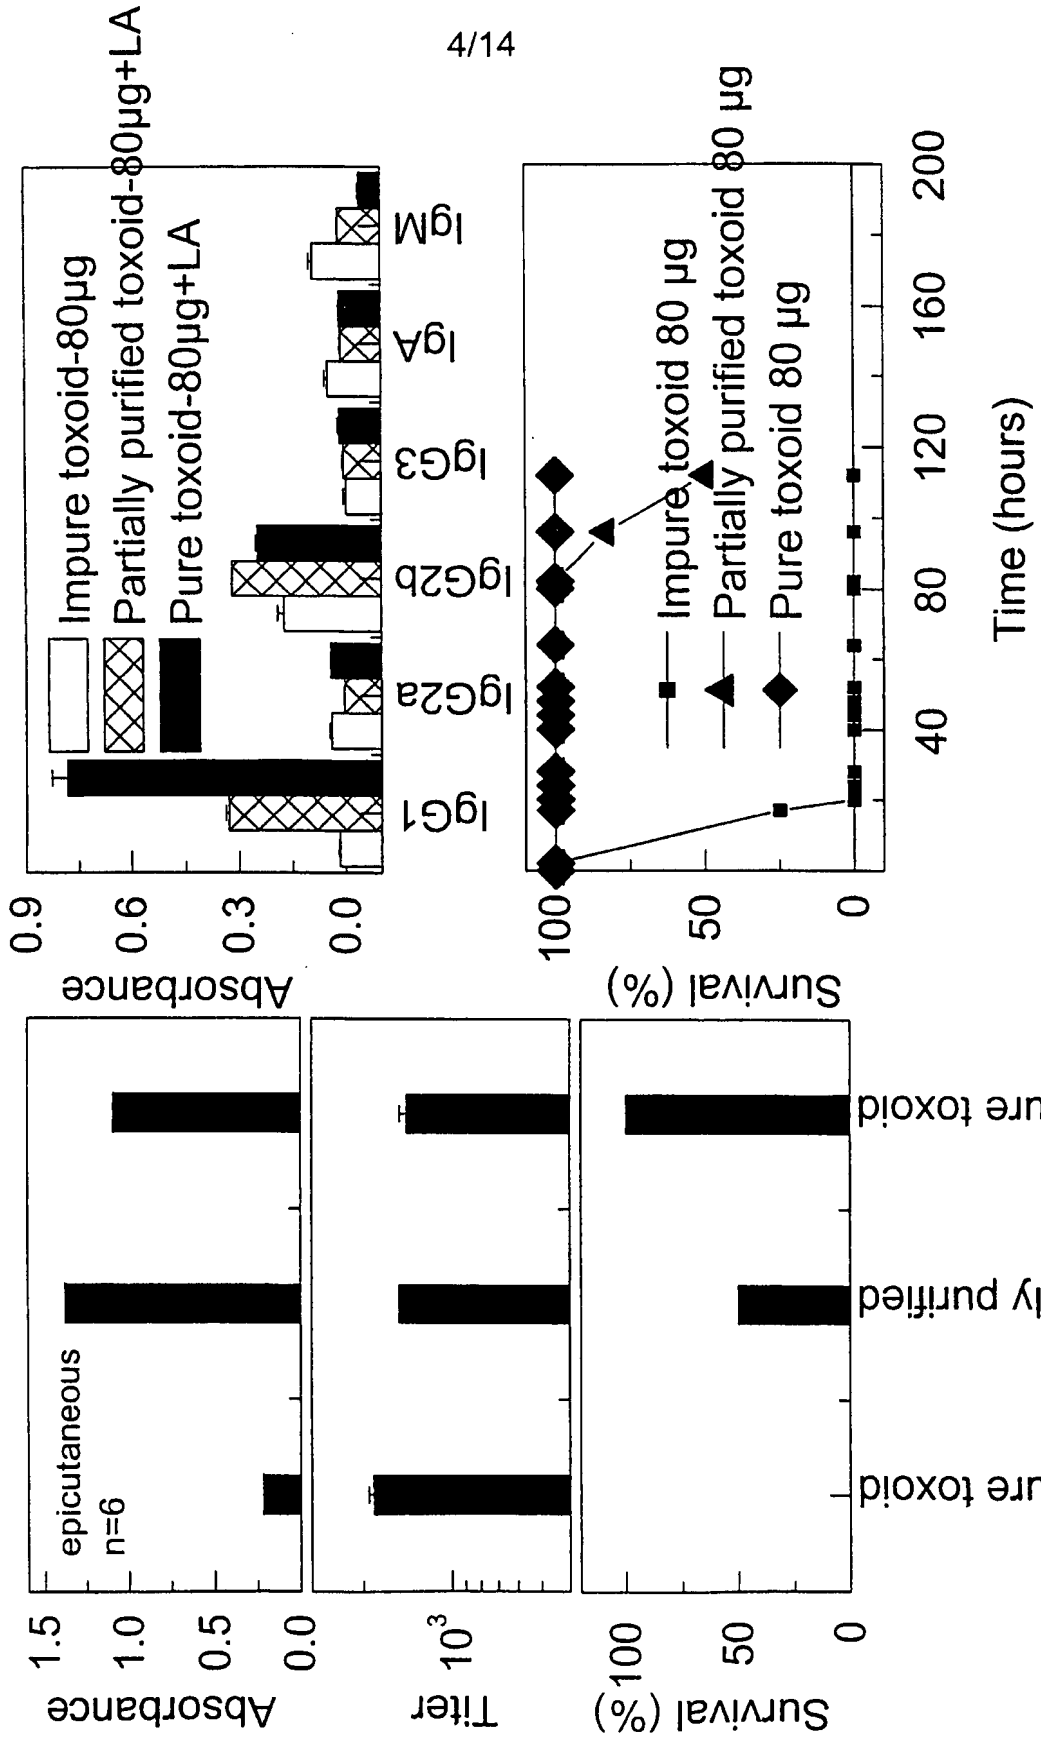 4/14
epicutaneous
n=6
1.5
1.0
0.5
0.0
Absorbance
10³
Titer
100
50
0
Survival (%)
ure toxoid
ly purified
ure toxoid
0.9
0.6
0.3
0.0
Absorbance
Impure toxoid-80µg
Partially purified toxoid-80µg+LA
Pure toxoid-80µg+LA
IgG1
IgG2a
IgG2b
IgG3
IgA
IgM
100
50
0
Survival (%)
Impure toxoid 80 µg
Partially purified toxoid 80 µg
Pure toxoid 80 µg
40
80
120
160
200
Time (hours)